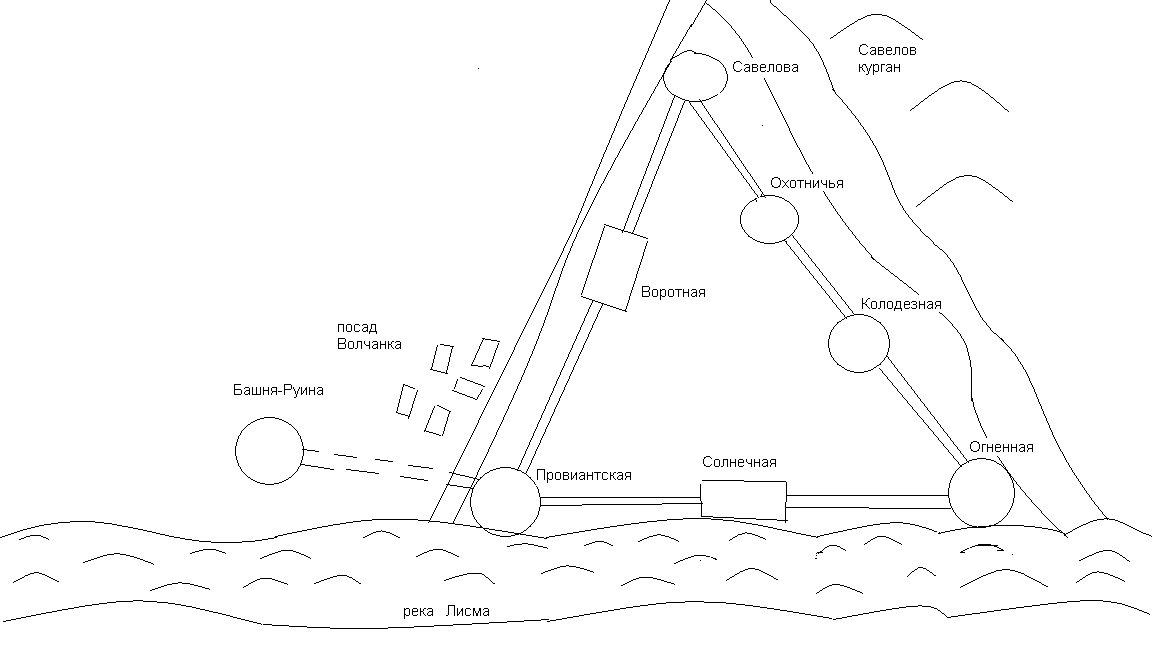 Савелов
курган
Савелова
Охотничья
Воротная
Колодезная
посад
Волчанка
Башня-Руина
Огненная
Солнечная
Провиантская
река Лисма